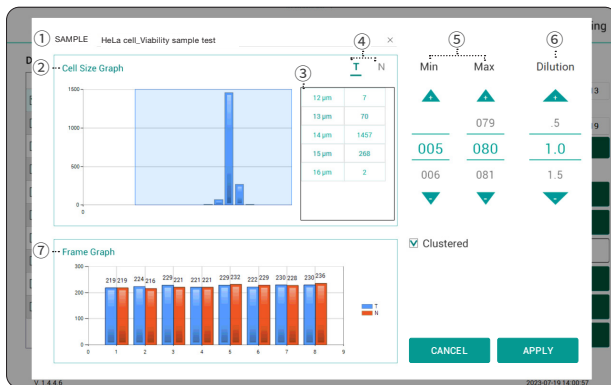 ing
① SAMPLE HeLa cell_Viability sample test ×
② Cell Size Graph
④
T N
③
1500
1000
500
0
0
12 μm 7
13 μm 70
14 μm 1457
15 μm 268
16 μm 2
⑤ ⑥
Min Max Dilution
+ + +
079 .5
005 080 1.0
006 081 1.5
- - -
⑦ Frame Graph
300
200
100
0
219 219 224 216 229 221 221 221 229 232 222 229 230 228 230 236
0 1 2 3 4 5 6 7 8 9
T
N
Clustered
CANCEL APPLY
D
13
19
V. 1.4.4.6 2023-07-19 14:00:57